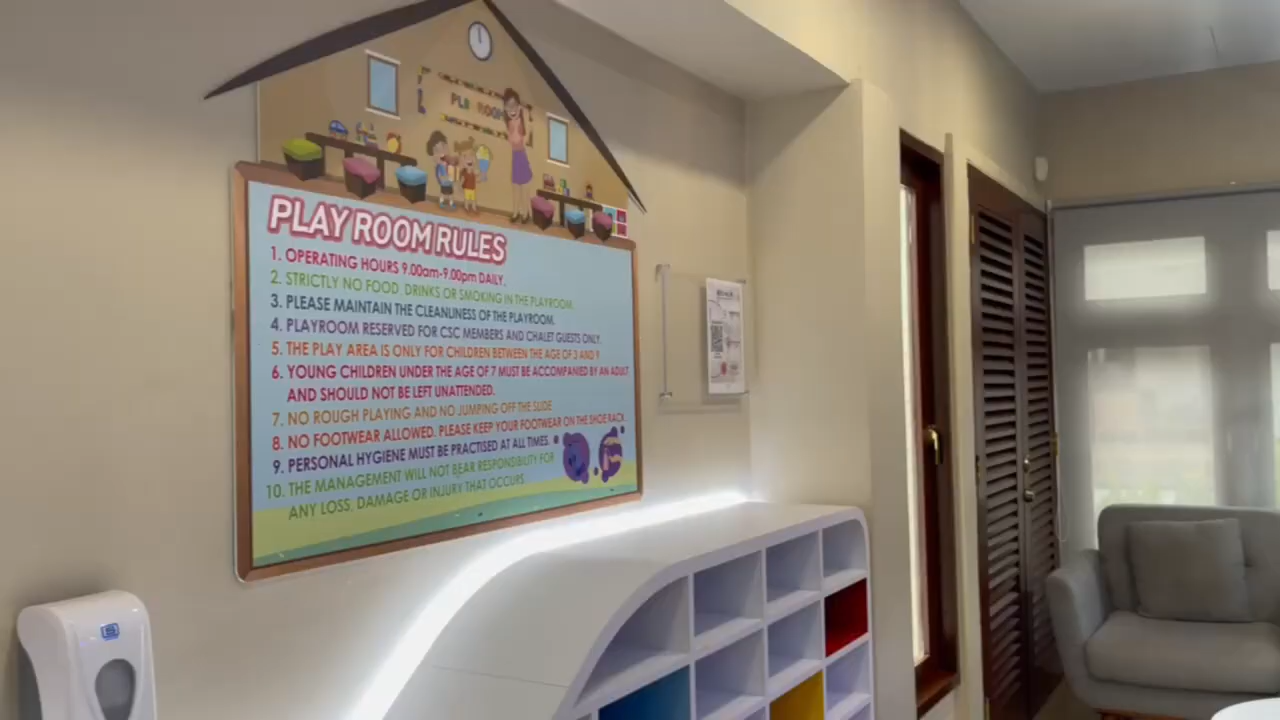 PLAY ROOM
PLAY ROOM RULES
1. OPERATING HOURS 9.00am-9.00pm DAILY.
2. STRICTLY NO FOOD, DRINKS OR SMOKING IN THE PLAYROOM.
3. PLEASE MAINTAIN THE CLEANLINESS OF THE PLAYROOM.
4. PLAYROOM RESERVED FOR CSC MEMBERS AND CHALET GUESTS ONLY.
5. THE PLAY AREA IS ONLY FOR CHILDREN BETWEEN THE AGE OF 3 AND 9
6. YOUNG CHILDREN UNDER THE AGE OF 7 MUST BE ACCOMPANIED BY AN ADULT
AND SHOULD NOT BE LEFT UNATTENDED.
7. NO ROUGH PLAYING AND NO JUMPING OFF THE SLIDE
8. NO FOOTWEAR ALLOWED. PLEASE KEEP YOUR FOOTWEAR ON THE SHOE RACK.
9. PERSONAL HYGIENE MUST BE PRACTISED AT ALL TIMES.
10. THE MANAGEMENT WILL NOT BEAR RESPONSIBILITY FOR
ANY LOSS, DAMAGE OR INJURY THAT OCCURS.